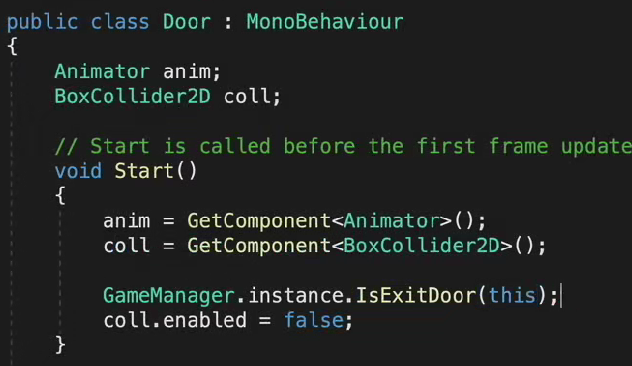 public class Door : MonoBehaviour
{
    Animator anim;
    BoxCollider2D coll;

    // Start is called before the first frame update
    void Start()
    {
        anim = GetComponent<Animator>();
        coll = GetComponent<BoxCollider2D>();

        GameManager.instance.IsExitDoor(this);
        coll.enabled = false;
    }